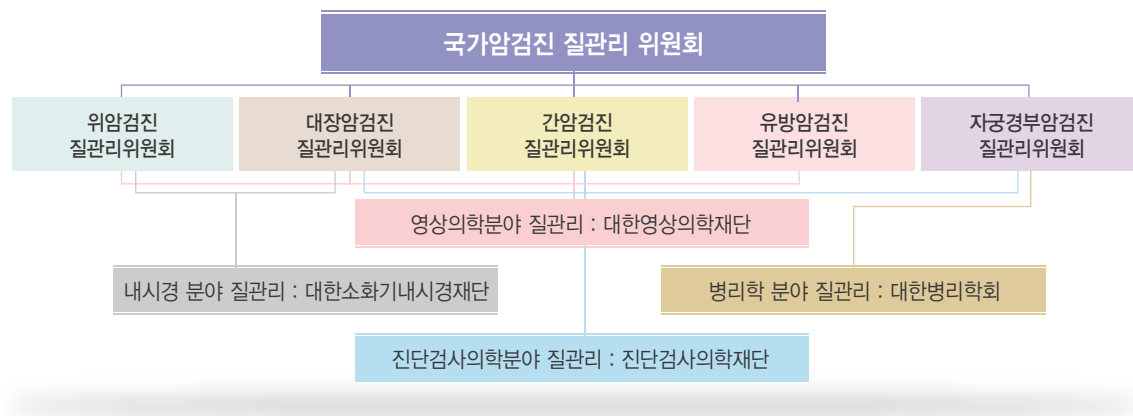 국가암검진 질관리 위원회
위암검진
질관리위원회
대장암검진
질관리위원회
간암검진
질관리위원회
유방암검진
질관리위원회
자궁경부암검진
질관리위원회
영상의학분야 질관리 : 대한영상의학재단
내시경 분야 질관리 : 대한소화기내시경재단
병리학 분야 질관리 : 대한병리학회
진단검사의학분야 질관리 : 진단검사의학재단